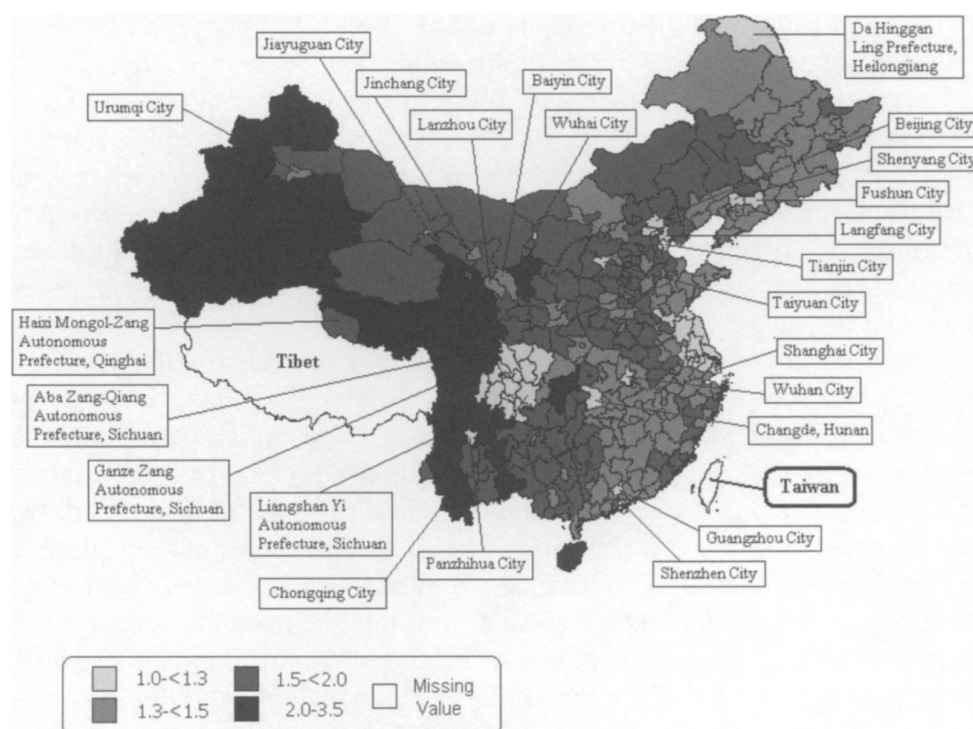 Jiayuguan City
Jinchang City
Urumqi City
Lanzhou City
Baiyin City
Wuhai City
Da Hinggan
Ling Prefecture,
Heilongjiang
Beijing City
Shenyang City
Fushun City
Langfang City
Tianjin City
Taiyuan City
Shanghai City
Wuhan City
Changde, Hunan
Taiwan
Guangzhou City
Shenzhen City
Haixi Mongol-Zang
Autonomous
Prefecture, Qinghai
Tibet
Aba Zang-Qiang
Autonomous
Prefecture, Sichuan
Ganze Zang
Autonomous
Prefecture, Sichuan
Liangshan Yi
Autonomous
Prefecture, Sichuan
Panzhihua City
Chongqing City
1.0-<1.3
1.5-<2.0
Missing
Value
1.3-<1.5
2.0-3.5